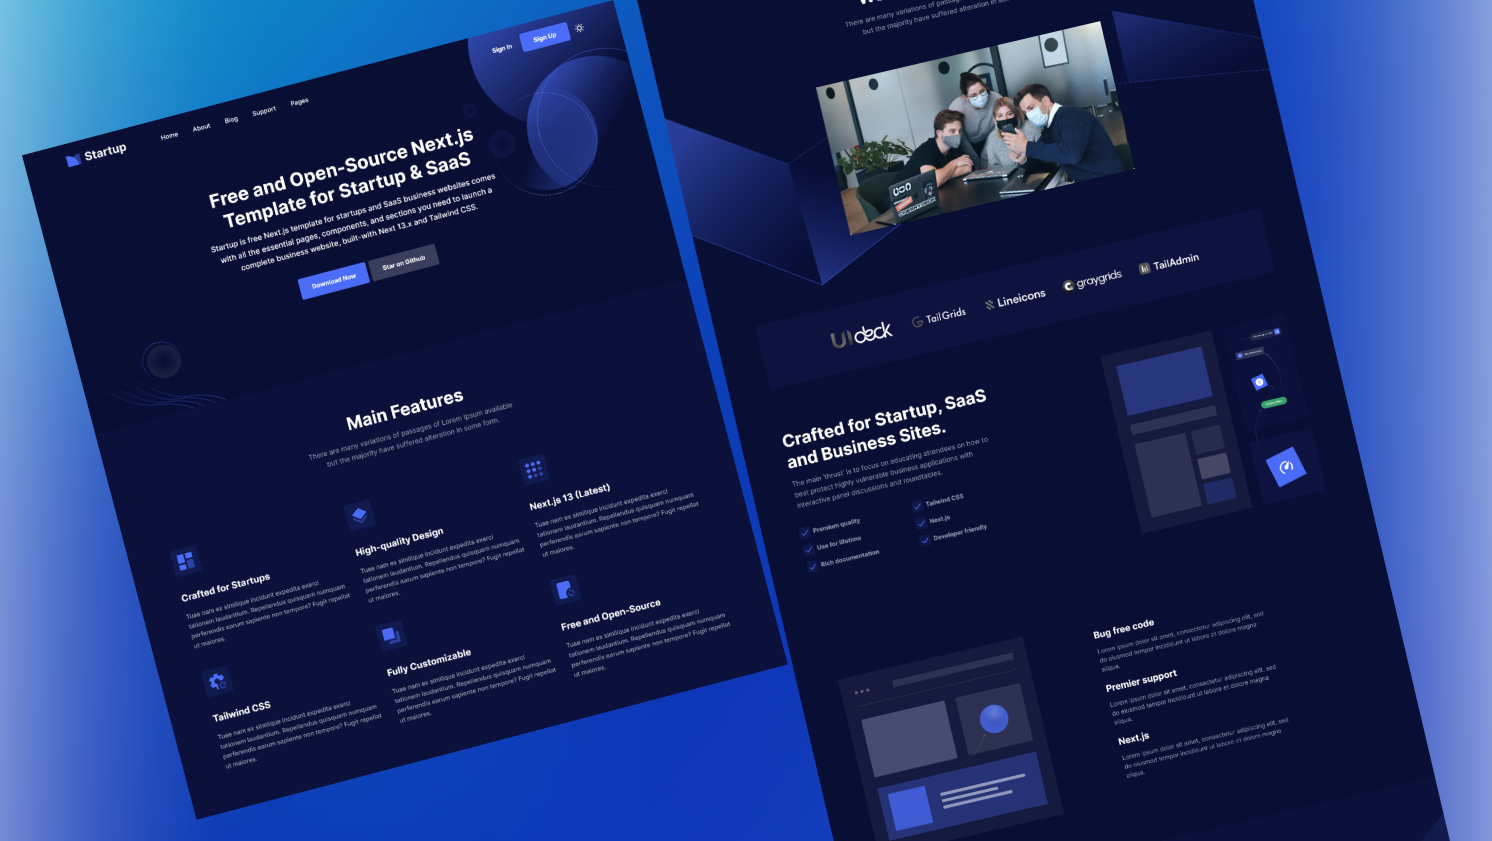 Sign In
Sign Up
Startup
Home
About
Blog
Support
Pages
Free and Open-Source Next.js
Template for Startup & SaaS
Startup is free Next.js template for startups and SaaS business websites comes
with all the essential pages, components, and sections you need to launch a
complete business website, built-with Next 13.x and Tailwind CSS.
Download Now
Star on Github
Main Features
There are many variations of passages of Lorem Ipsum available
but the majority have suffered alteration in some form.
Crafted for Startups
Tuae nam ex similique incidunt expedita exerci
tationem laudantium. Repellendus quisquam numquam
perferendis earum sapiente non tempore? Fugit repellat
ut maiores.
High-quality Design
Tuae nam ex similique incidunt expedita exerci
tationem laudantium. Repellendus quisquam numquam
perferendis earum sapiente non tempore? Fugit repellat
ut maiores.
Next.js 13 (Latest)
Tuae nam ex similique incidunt expedita exerci
tationem laudantium. Repellendus quisquam numquam
perferendis earum sapiente non tempore? Fugit repellat
ut maiores.
Tailwind CSS
Tuae nam ex similique incidunt expedita exerci
tationem laudantium. Repellendus quisquam numquam
perferendis earum sapiente non tempore? Fugit repellat
ut maiores.
Fully Customizable
Tuae nam ex similique incidunt expedita exerci
tationem laudantium. Repellendus quisquam numquam
perferendis earum sapiente non tempore? Fugit repellat
ut maiores.
Free and Open-Source
Tuae nam ex similique incidunt expedita exerci
tationem laudantium. Repellendus quisquam numquam
perferendis earum sapiente non tempore? Fugit repellat
ut maiores.
There are many variations of passages
but the majority have suffered alteration in
UIdeck
TailGrids
Lineicons
graygrids
TailAdmin
Crafted for Startup, SaaS
and Business Sites.
The main 'thrust' is to focus on educating attendees on how to
best protect highly vulnerable business applications with
interactive panel discussions and roundtables.
Premium quality
Tailwind CSS
Use for lifetime
Next.js
Rich documentation
Developer friendly
Bug free code
Lorem ipsum dolor sit amet, consectetur adipiscing elit, sed
do eiusmod tempor incididunt ut labore et dolore magna
aliqua.
Premier support
Lorem ipsum dolor sit amet, consectetur adipiscing elit, sed
do eiusmod tempor incididunt ut labore et dolore magna
aliqua.
Next.js
Lorem ipsum dolor sit amet, consectetur adipiscing elit, sed
do eiusmod tempor incididunt ut labore et dolore magna
aliqua.